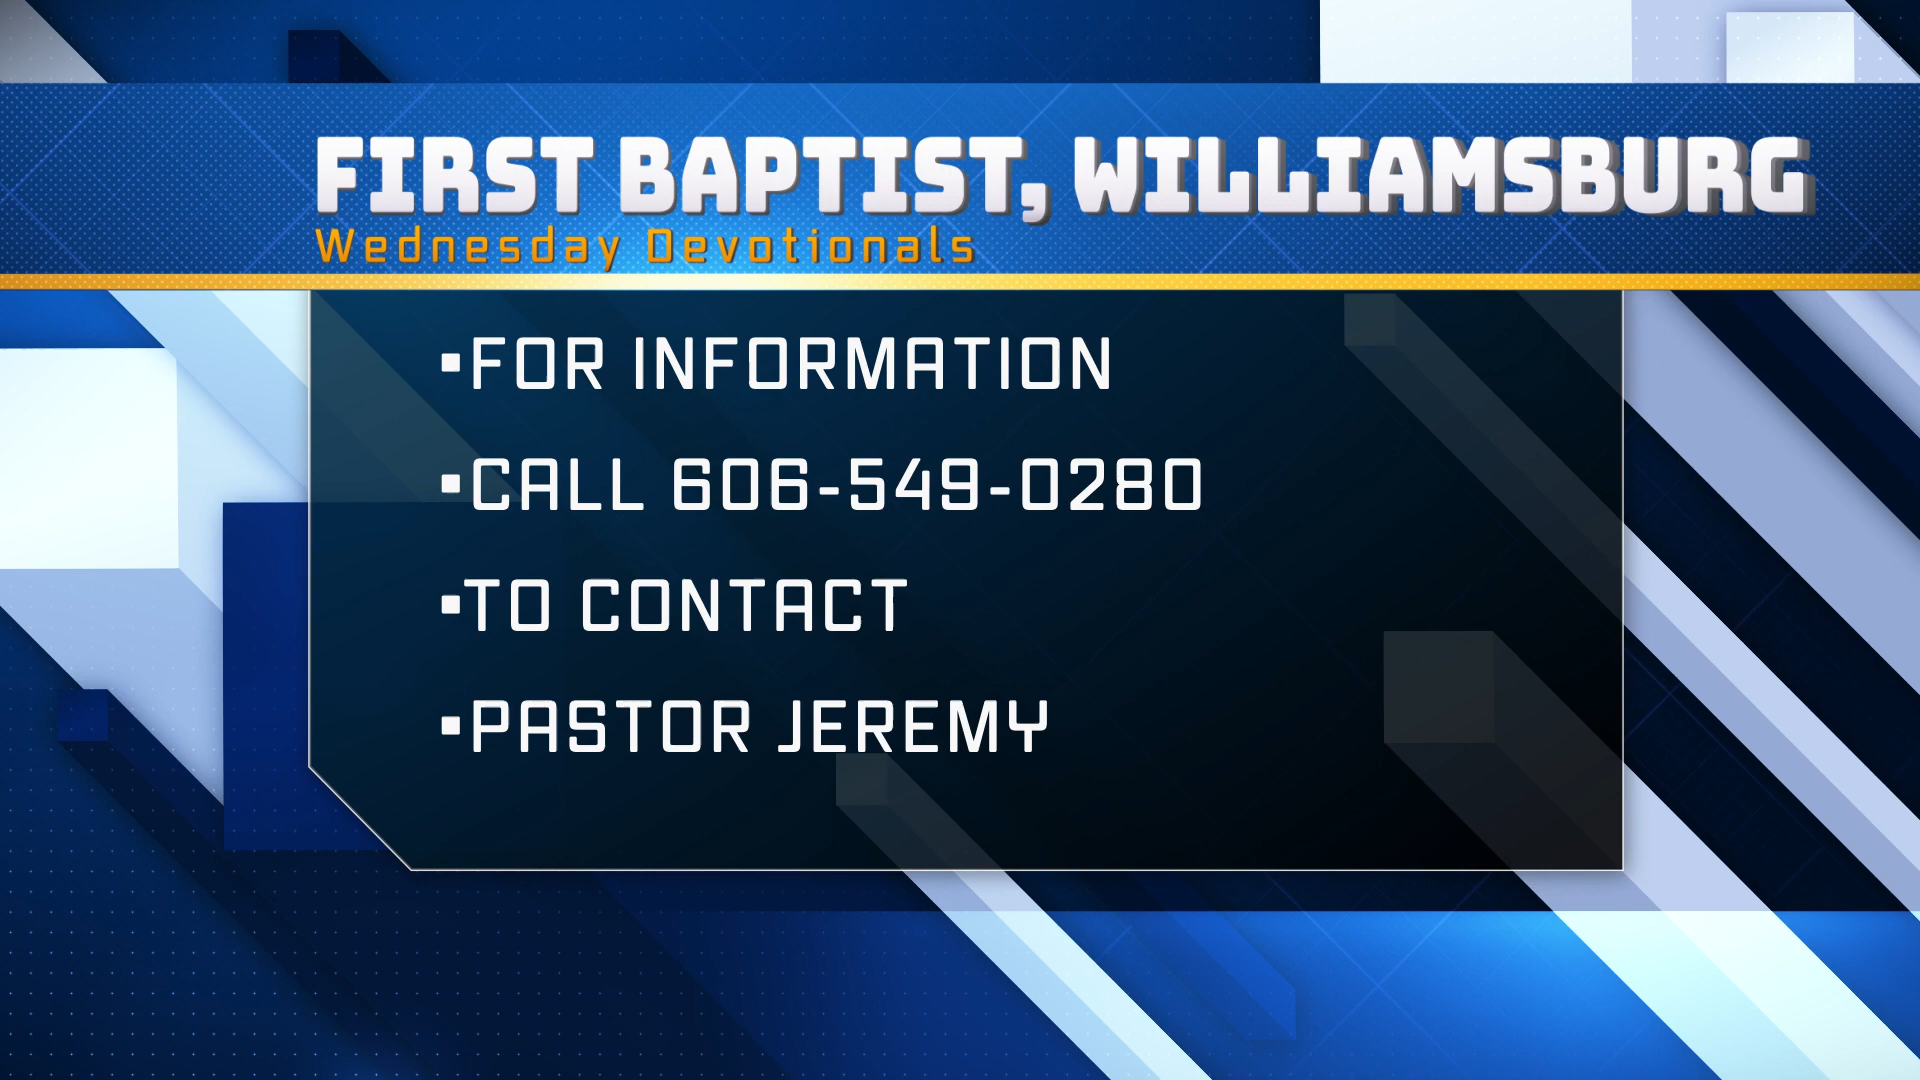 FIRST BAPTIST, WILLIAMSBURG
Wednesday Devotionals
▪FOR INFORMATION
▪CALL 606-549-0280
▪TO CONTACT
▪PASTOR JEREMY